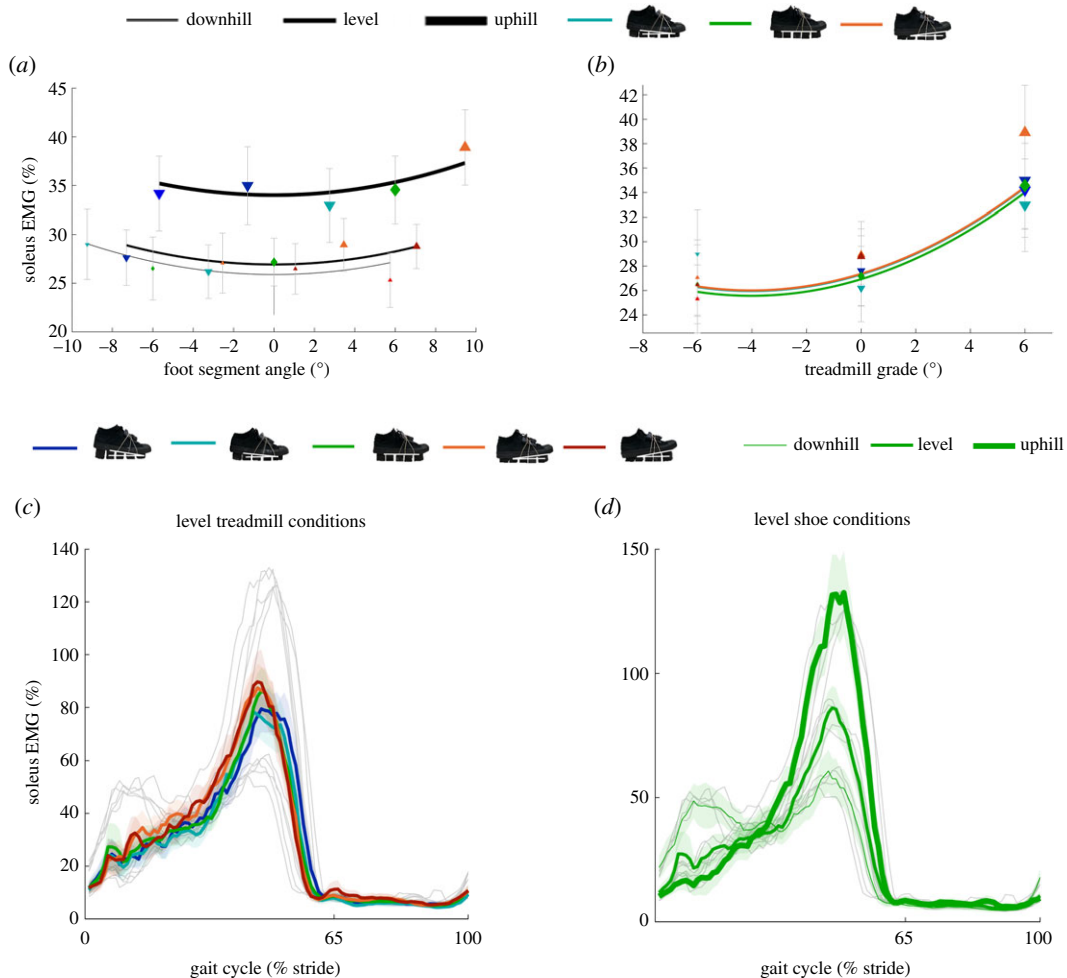 downhill level uphill
(a) (b)
45
40
35
30
25
20
soleus EMG (%)
–10 –8 –6 –4 –2 0 2 4 6 8 10
foot segment angle (°)
42
40
38
36
34
32
30
28
26
24
22
–8 –6 –4 –2 0 2 4 6
treadmill grade (°)
downhill level uphill
(c) (d)
level treadmill conditions
140
120
100
80
60
40
20
0
soleus EMG (%)
0 65 100
gait cycle (% stride)
level shoe conditions
150
100
50
0
65 100
gait cycle (% stride)